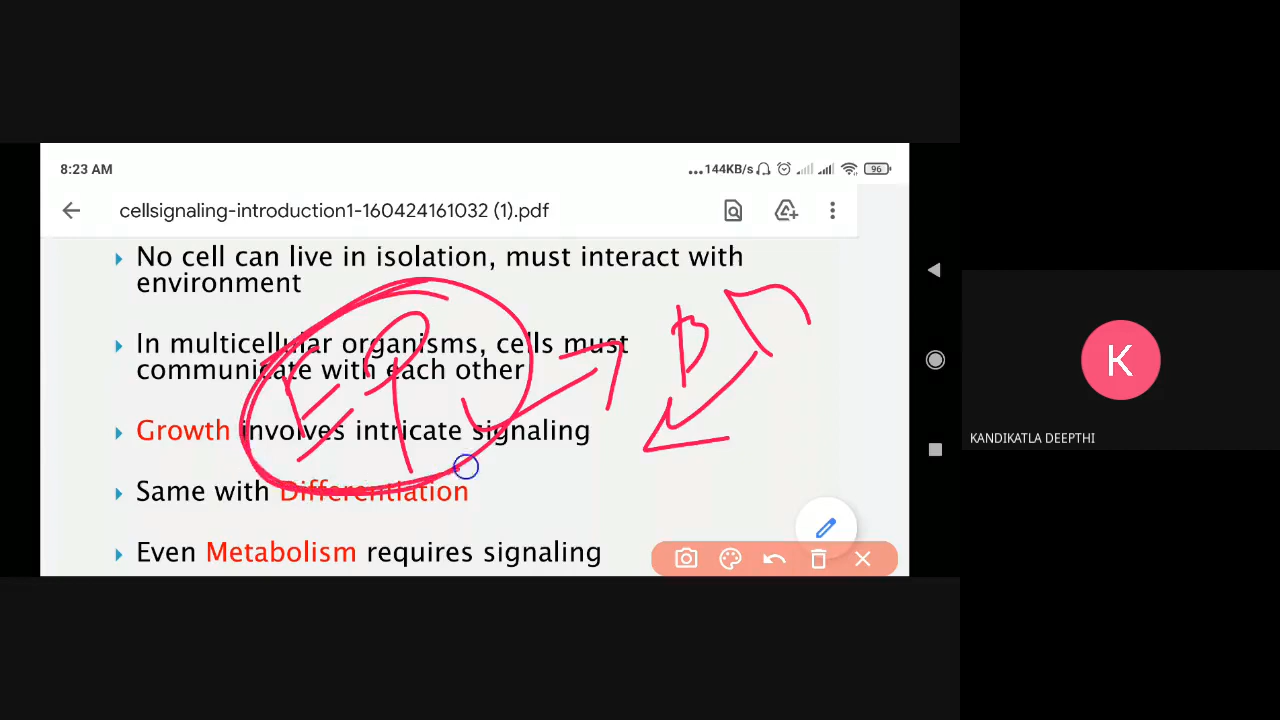 8:23 AM
...144KB/s
96
cellsignaling-introduction1-160424161032 (1).pdf
No cell can live in isolation, must interact with
environment
In multicellular organisms, cells must
communicate with each other
Growth involves intricate signaling
Same with Differentiation
Even Metabolism requires signaling
EP
K
KANDIKATLA DEEPTHI